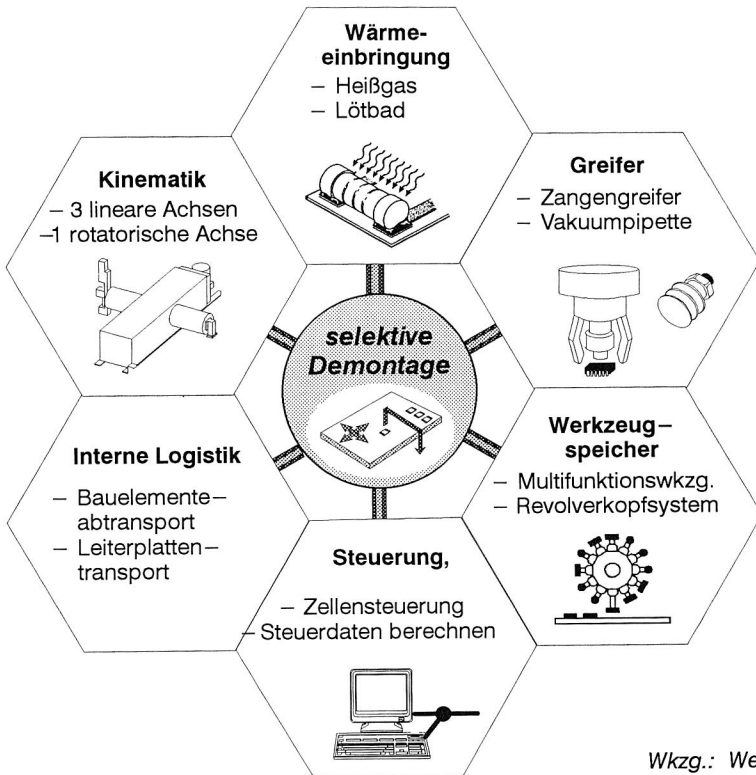 Wärme-
einbringung
– Heißgas
– Lötbad
Kinematik
– 3 lineare Achsen
–1 rotatorische Achse
Greifer
– Zangengreifer
– Vakuumpipette
selektive
Demontage
Interne Logistik
– Bauelemente–
abtransport
– Leiterplatten–
transport
Werkzeug–
speicher
– Multifunktionswkzg.
– Revolverkopfsystem
Steuerung,
– Zellensteuerung
– Steuerdaten berechnen
Wkzg.: We